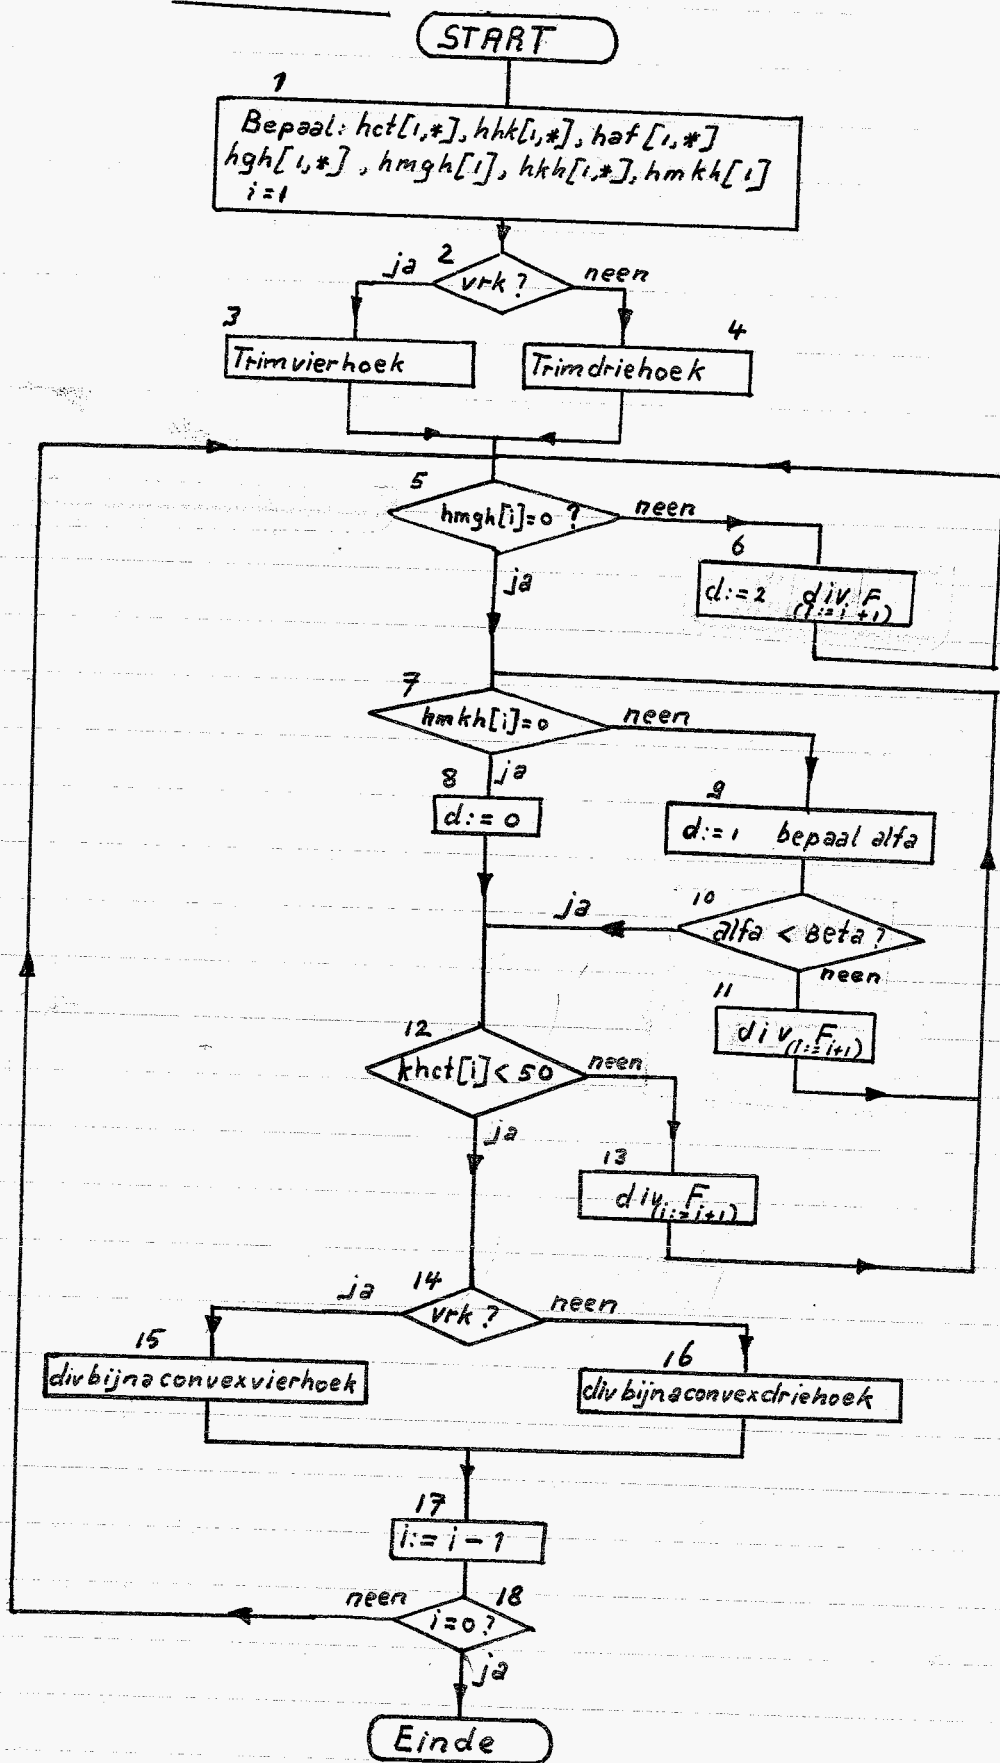 START
1
Bepaal: hct[1,*], hhk[1,*], haf[1,*]
hgh[1,*], hmgh[1], hkh[1,*], hmkh[1]
i=1
2
ja
vrk?
neen
3
4
Trimvierhoek
Trimdriehoek
5
hmgh[i]=0 ?
neen
6
ja
d:=2 div F
(i:=i+1)
7
hmkh[i]=0
neen
8
ja
9
d:=0
d:=1 bepaal alfa
10
ja
alfa < Beta?
neen
11
div F
(i:=i+1)
12
khct[i]<50
neen
ja
13
div F
(i:=i+1)
14
ja
vrk?
neen
15
16
divbijnaconvexvierhoek
divbijnaconvexdriehoek
17
i:=i-1
neen
18
i=0?
ja
Einde